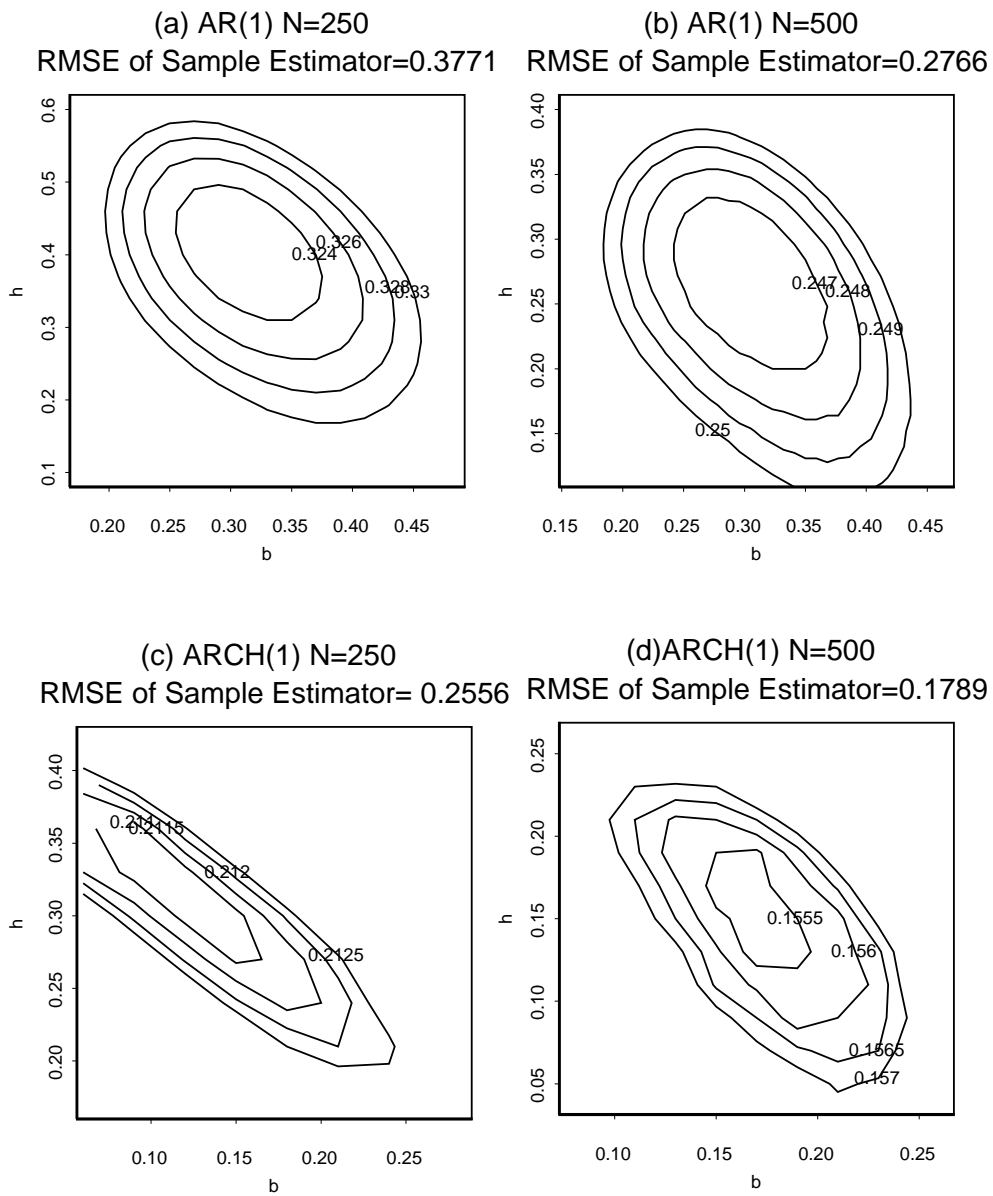 (a) AR(1) N=250
RMSE of Sample Estimator=0.3771
0.6
0.5
0.4
0.3
0.2
0.1
h
0.326
0.324
0.328
0.33
0.20 0.25 0.30 0.35 0.40 0.45
b
(b) AR(1) N=500
RMSE of Sample Estimator=0.2766
0.40
0.35
0.30
0.25
0.20
0.15
h
0.247
0.248
0.249
0.25
0.15 0.20 0.25 0.30 0.35 0.40 0.45
b
(c) ARCH(1) N=250
RMSE of Sample Estimator= 0.2556
0.40
0.35
0.30
0.25
0.20
h
0.211
0.2115
0.212
0.2125
0.10 0.15 0.20 0.25
b
(d)ARCH(1) N=500
RMSE of Sample Estimator=0.1789
0.25
0.20
0.15
0.10
0.05
h
0.1555
0.156
0.1565
0.157
0.10 0.15 0.20 0.25
b